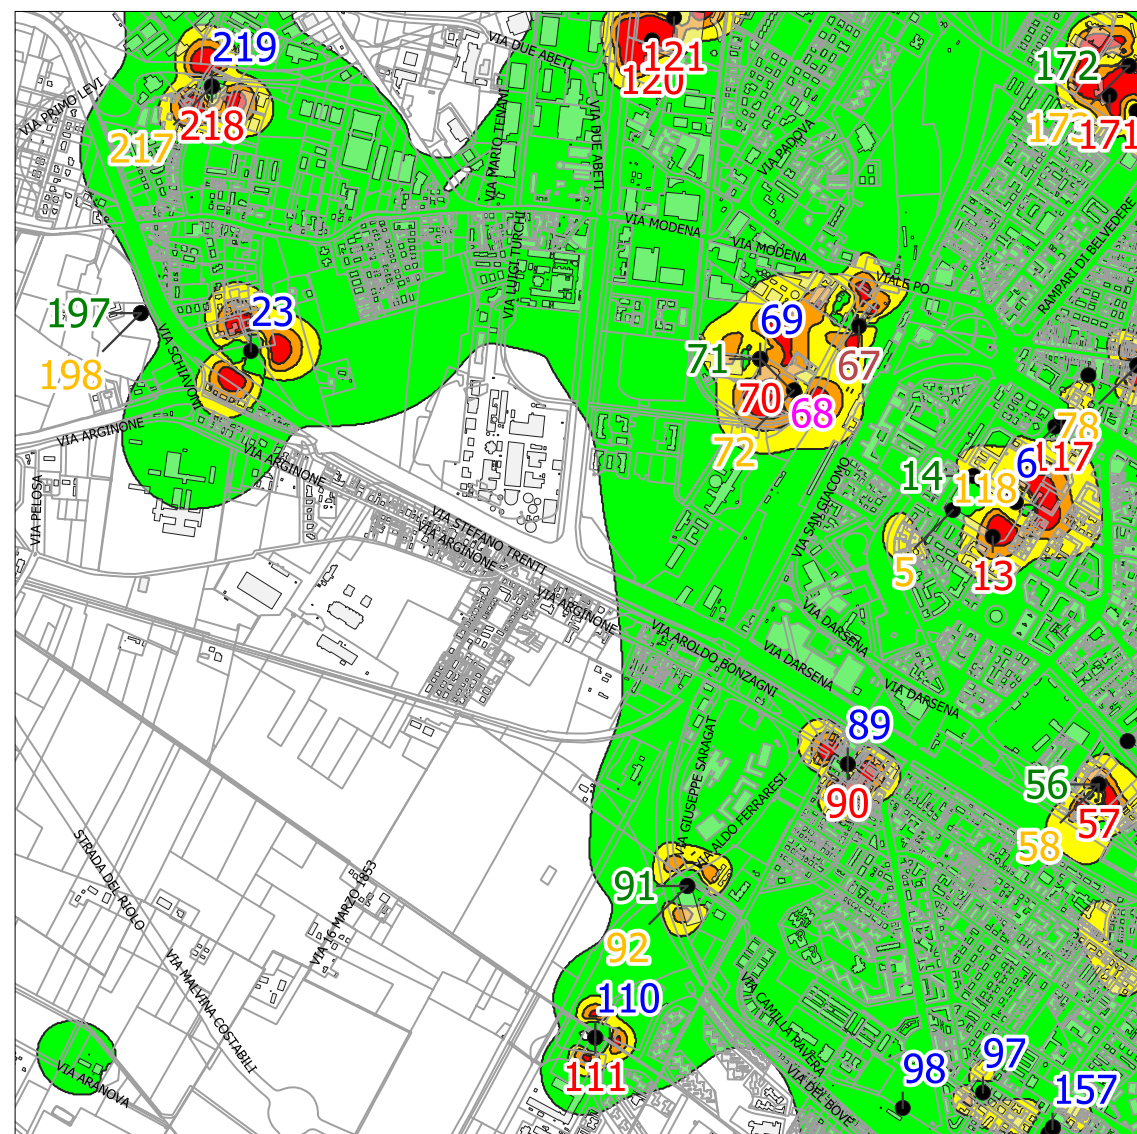 219
VIA DUE ABETI
121
120
172
VIA PRIMO LEVI
218
217
VIA MARIO TENANI
VIA DUE ABETI
VIA PADOVA
173
171
VIA MODENA
VIA MODENA
VIA LUIGI TURCHI
VIALE PO
RAMPARI DI BELVEDERE
197
23
69
67
71
198
VIA SCHIAVONI
70
68
72
78
VIA ARGINONE
VIA ARGINONE
6
117
14
118
VIA PELOSA
VIA STEFANO TRENTI
VIA ARGINONE
VIA SAN GIACOMO
5
13
VIA ARGINONE
VIA DARSENA
VIA AROLDO BONZAGNI
VIA DARSENA
VIA DARSENA
89
VIA GIUSEPPE SARAGAT
56
90
57
VIA ALDO FERRARESI
58
STRADA DEL RIOLO
91
VIA 16 MARZO 1853
92
VIA MALVINA COSTABILI
110
VIA CAMILLA RAVERA
111
98
97
157
VIA ARANOVA
VIA DEL BOVE